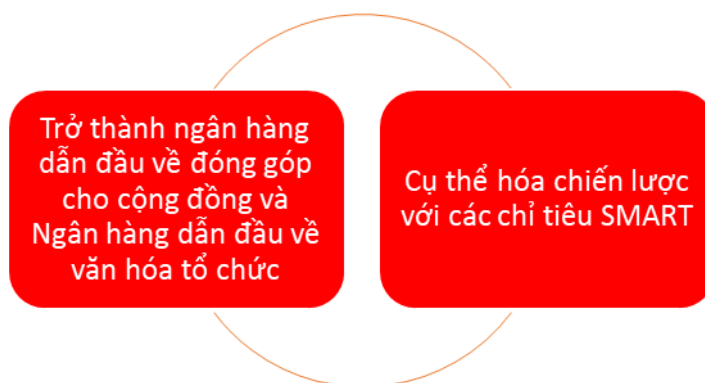 Trở thành ngân hàng
dẫn đầu về đóng góp
cho cộng đồng và
Ngân hàng dẫn đầu về
văn hóa tổ chức
Cụ thể hóa chiến lược
với các chỉ tiêu SMART